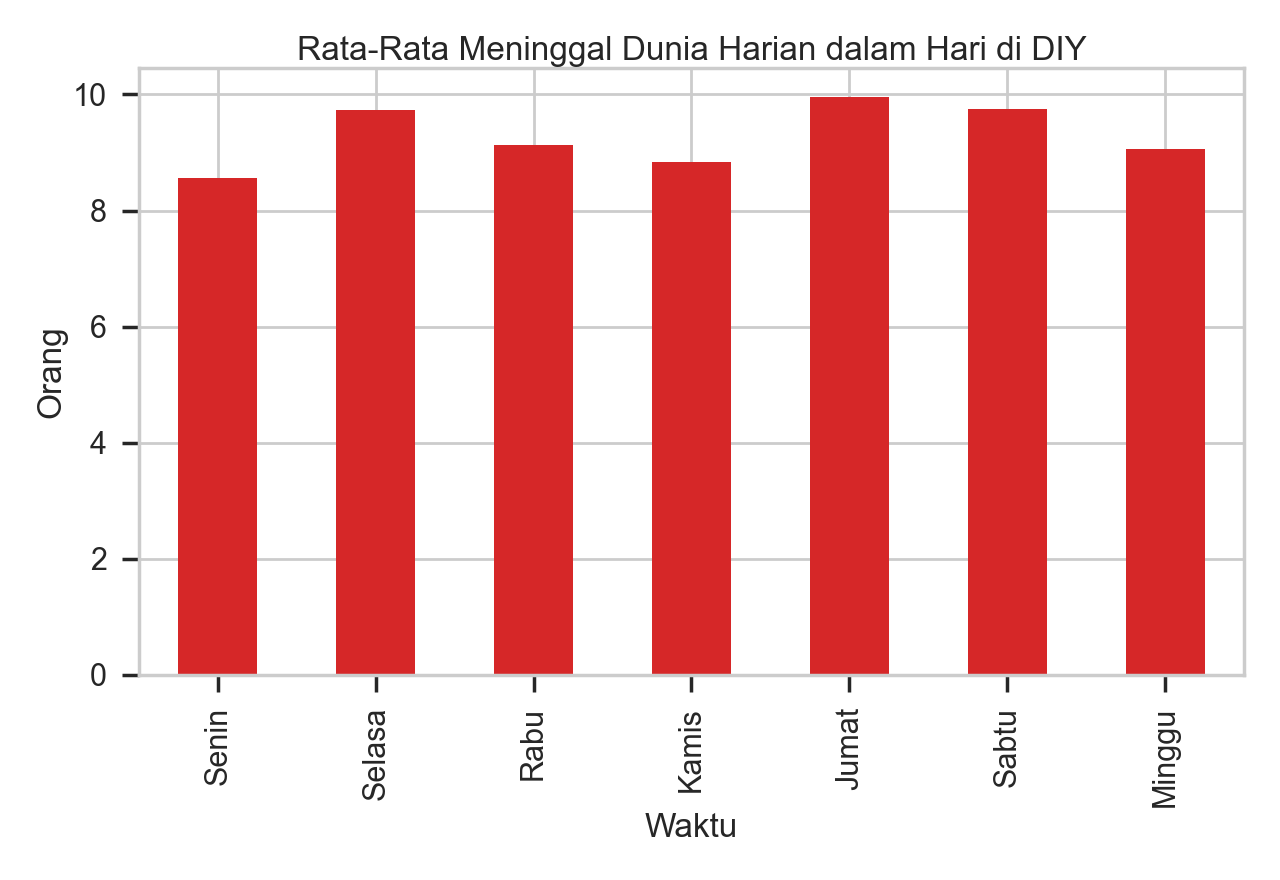 Rata-Rata Meninggal Dunia Harian dalam Hari di DIY
10
8
6
4
2
0
Orang
Senin
Selasa
Rabu
Kamis
Jumat
Sabtu
Minggu
Waktu